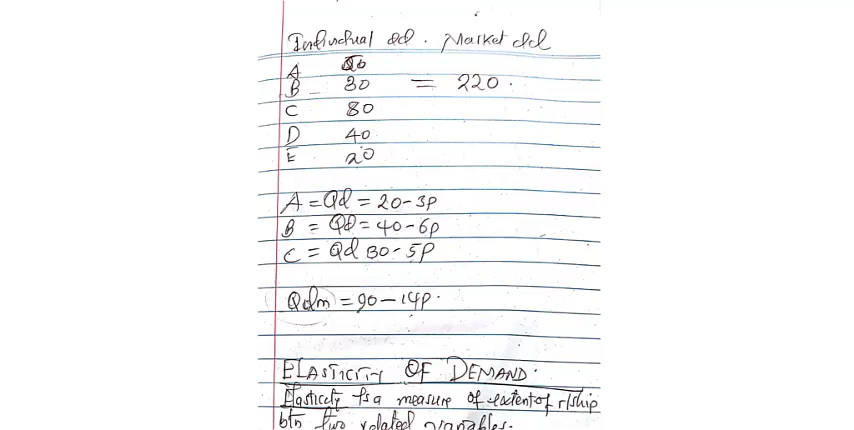 Individual dd. Market dd
A
B - 30 = 220.
C 80
D 40
E 20
A = Qd = 20-3p
B = Qd = 40-6p
C = Qd 30-5p
Qdm = 90-14p.
ELASTICITY OF DEMAND.
Elasticity is a measure of extent of r/ship
btn two related variables.